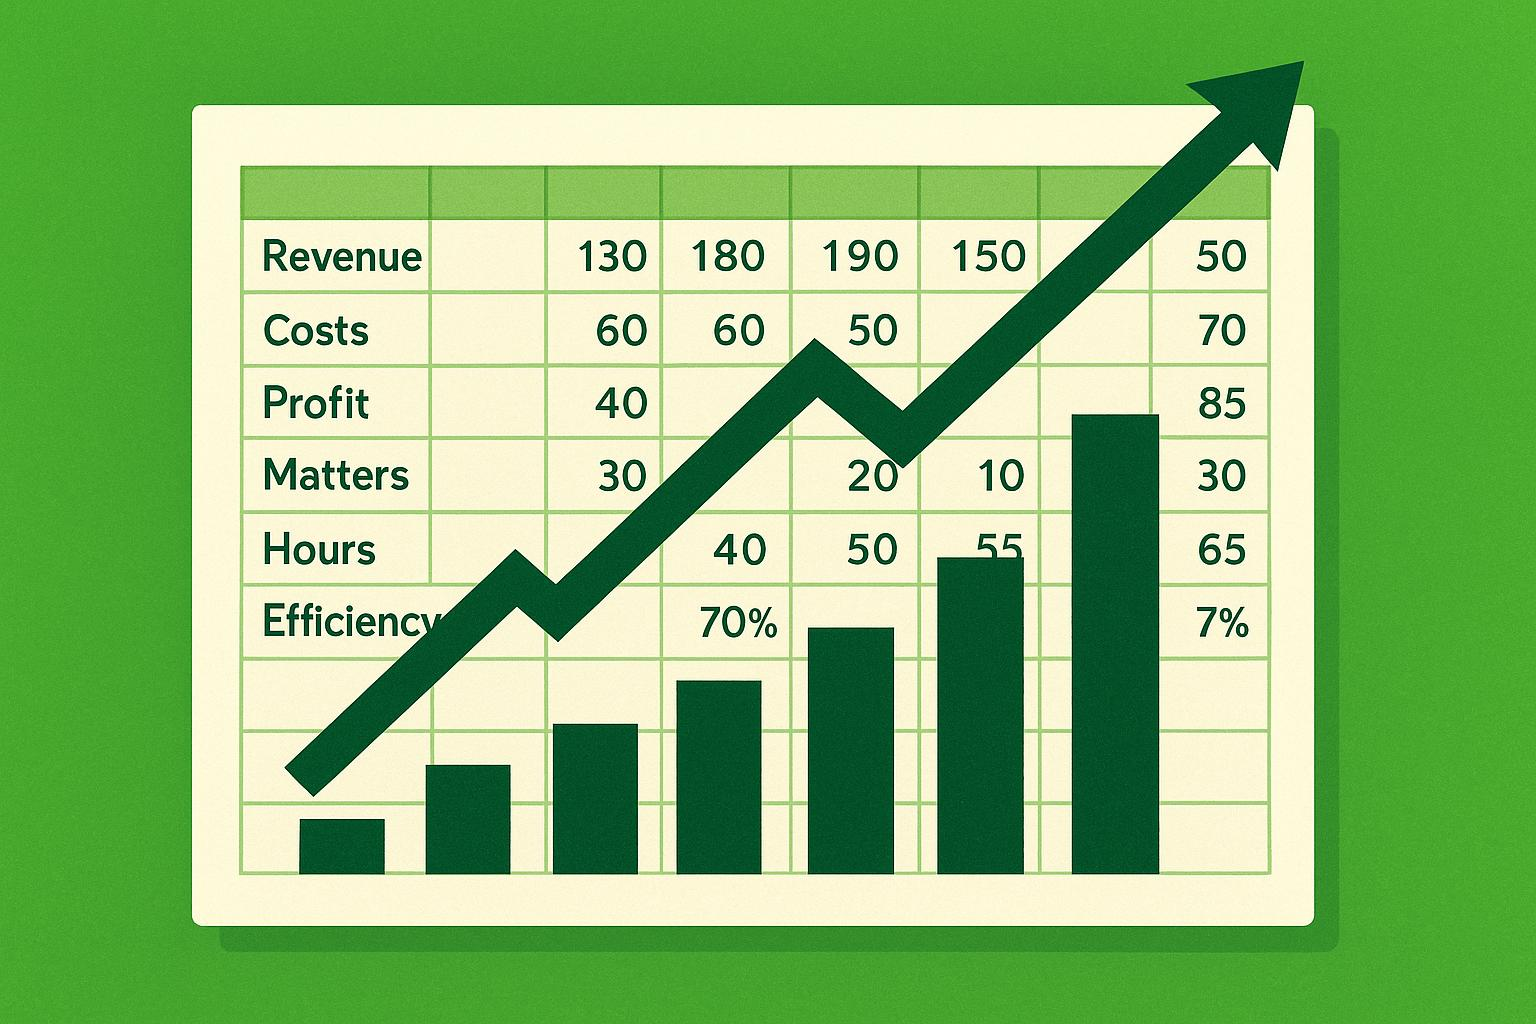 Revenue 130 180 190 150 50
Costs 60 60 50 70
Profit 40 85
Matters 30 20 10 30
Hours 40 50 55 65
Efficiency 70% 7%